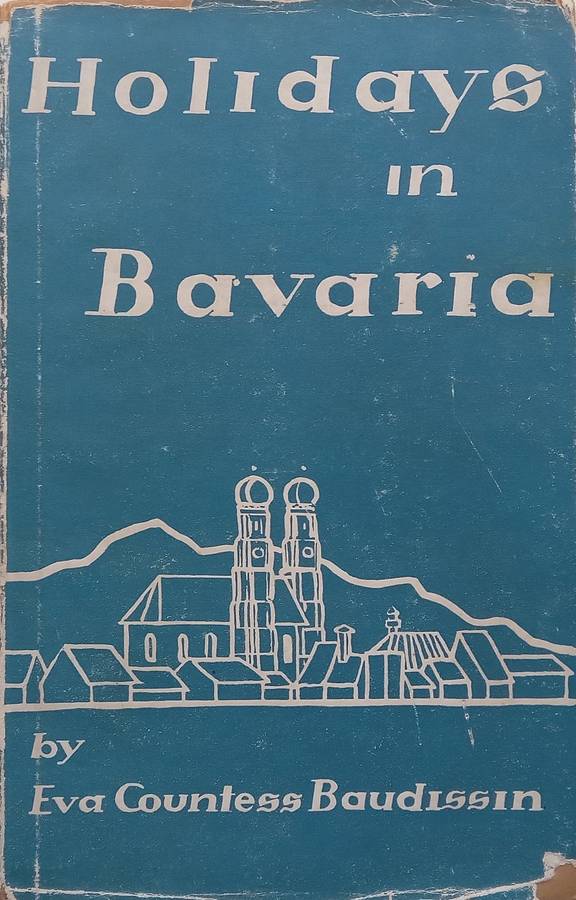 Holidays
in
Bavaria
by
Eva Countess Baudissin